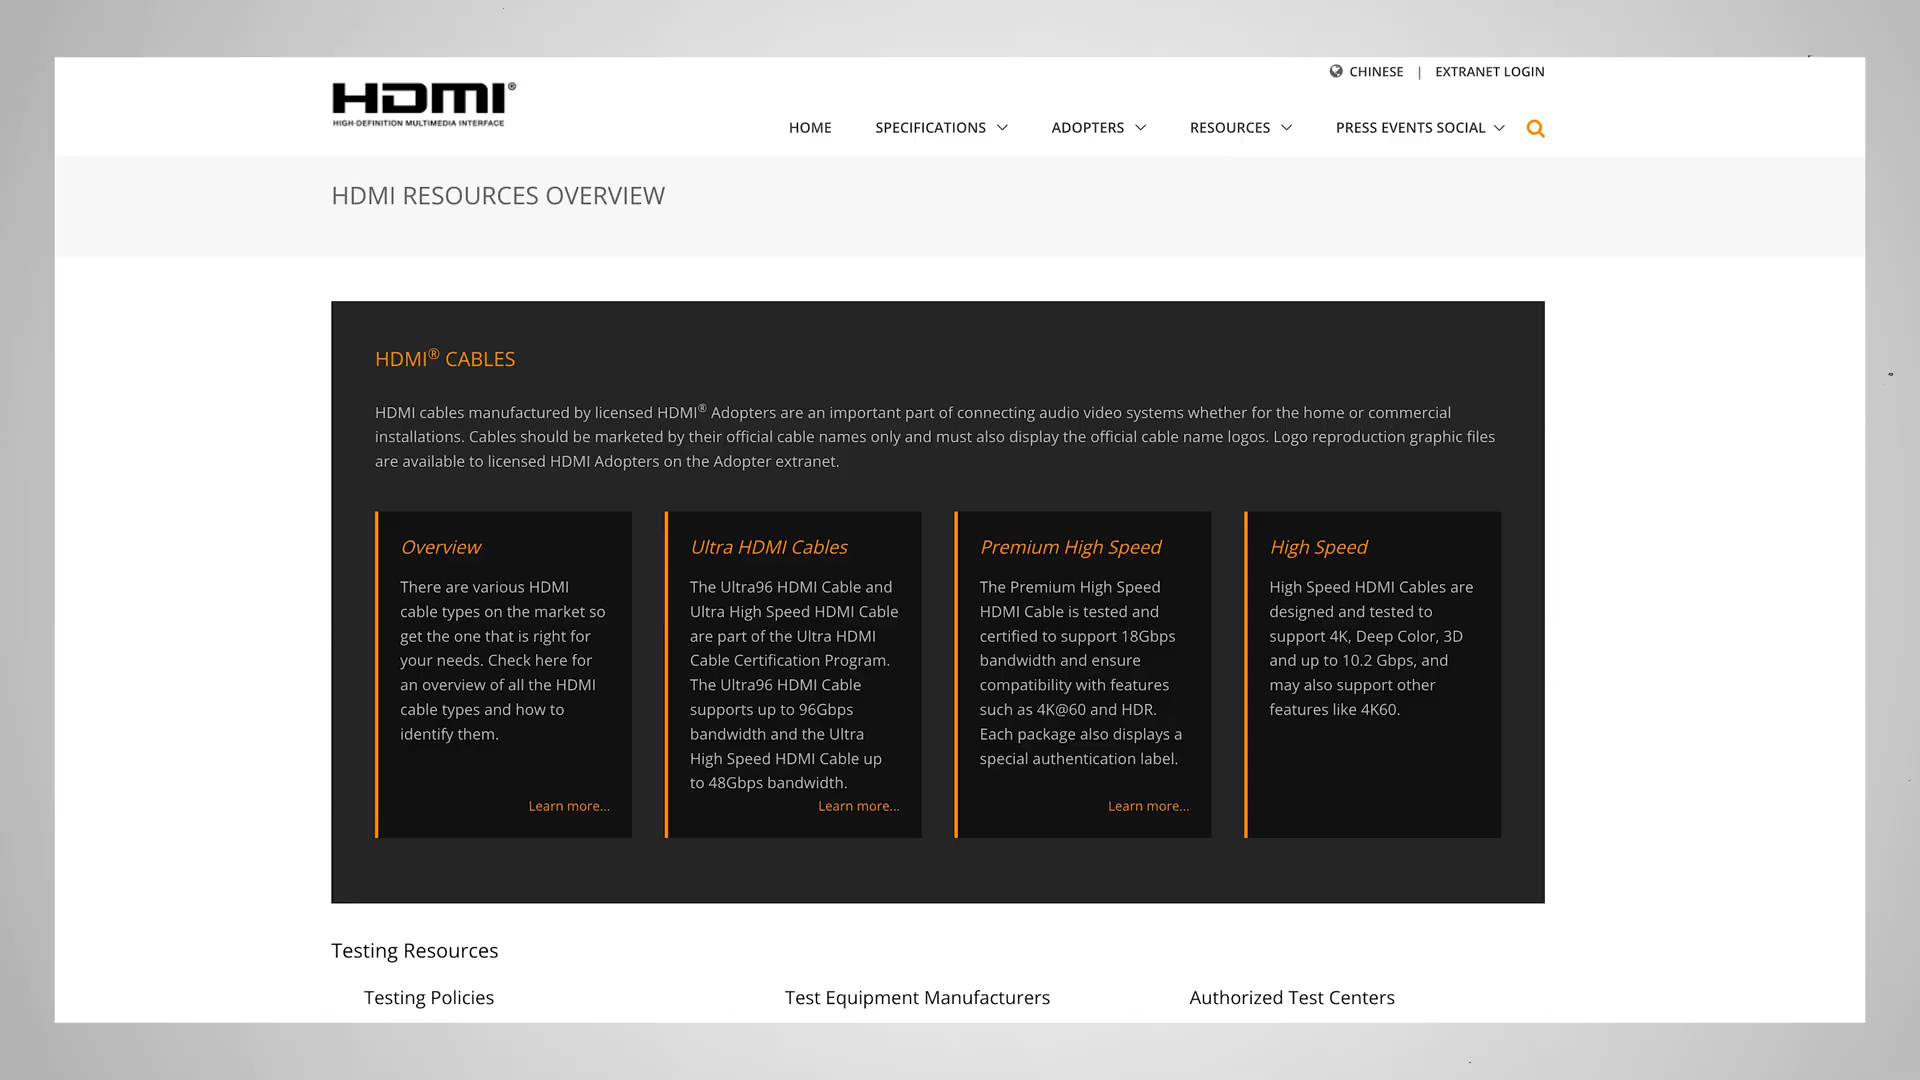 CHINESE | EXTRANET LOGIN
HDMI®
HIGH-DEFINITION MULTIMEDIA INTERFACE
HOME SPECIFICATIONS ADOPTERS RESOURCES PRESS EVENTS SOCIAL
HDMI RESOURCES OVERVIEW
HDMI® CABLES
HDMI cables manufactured by licensed HDMI® Adopters are an important part of connecting audio video systems whether for the home or commercial
installations. Cables should be marketed by their official cable names only and must also display the official cable name logos. Logo reproduction graphic files
are available to licensed HDMI Adopters on the Adopter extranet.
Overview
There are various HDMI
cable types on the market so
get the one that is right for
your needs. Check here for
an overview of all the HDMI
cable types and how to
identify them.
Learn more...
Ultra HDMI Cables
The Ultra96 HDMI Cable and
Ultra High Speed HDMI Cable
are part of the Ultra HDMI
Cable Certification Program.
The Ultra96 HDMI Cable
supports up to 96Gbps
bandwidth and the Ultra
High Speed HDMI Cable up
to 48Gbps bandwidth.
Learn more...
Premium High Speed
The Premium High Speed
HDMI Cable is tested and
certified to support 18Gbps
bandwidth and ensure
compatibility with features
such as 4K@60 and HDR.
Each package also displays a
special authentication label.
Learn more...
High Speed
High Speed HDMI Cables are
designed and tested to
support 4K, Deep Color, 3D
and up to 10.2 Gbps, and
may also support other
features like 4K60.
Testing Resources
Testing Policies
Test Equipment Manufacturers
Authorized Test Centers